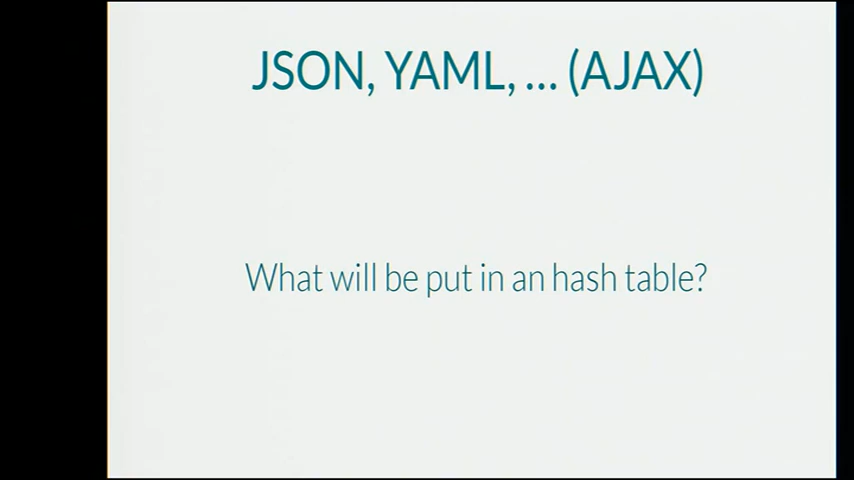 JSON, YAML, ... (AJAX)
What will be put in an hash table?